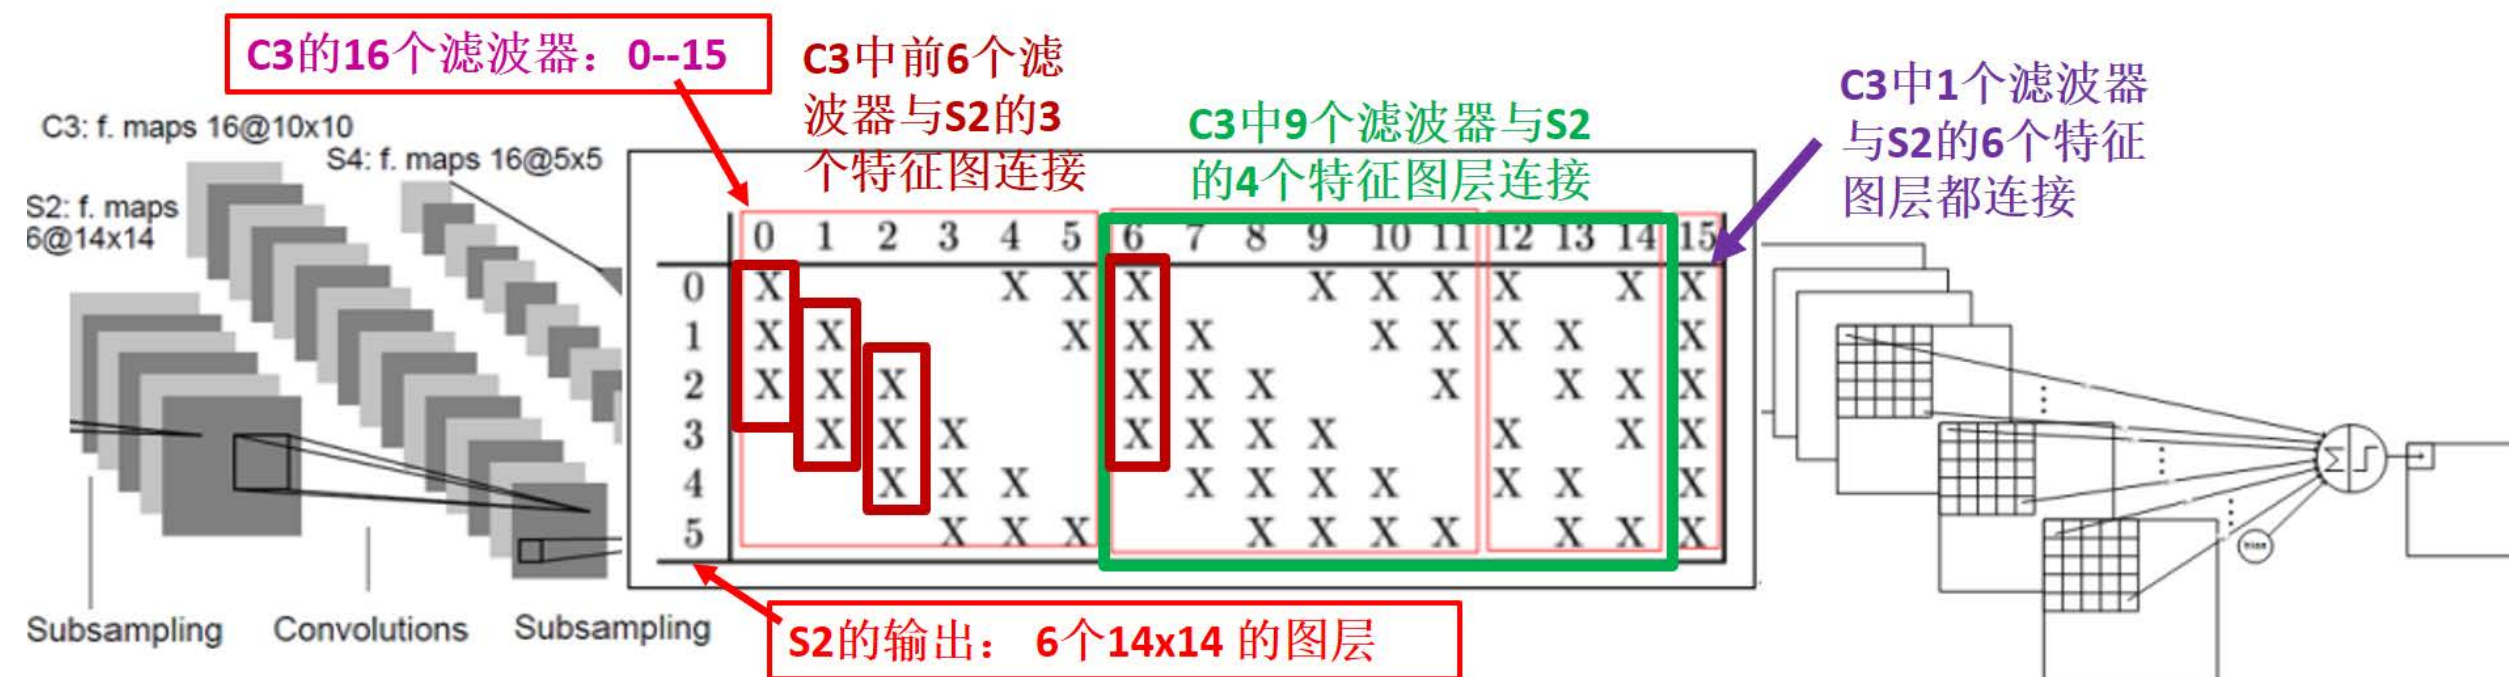 C3的16个滤波器：0--15
C3中前6个滤
波器与S2的3
个特征图连接
C3中9个滤波器与S2
的4个特征图层连接
C3中1个滤波器
与S2的6个特征
图层都连接
C3: f. maps 16@10x10
S4: f. maps 16@5x5
S2: f. maps
6@14x14
0 1 2 3 4 5 6 7 8 9 10 11 12 13 14 15
0 X X X X X X X X X X
1 X X X X X X X X X X
2 X X X X X X X X X X
3 X X X X X X X X X X
4 X X X X X X X X X X
5 X X X X X X X X X X
Subsampling
Convolutions
Subsampling
S2的输出： 6个14x14 的图层
Σ
bias